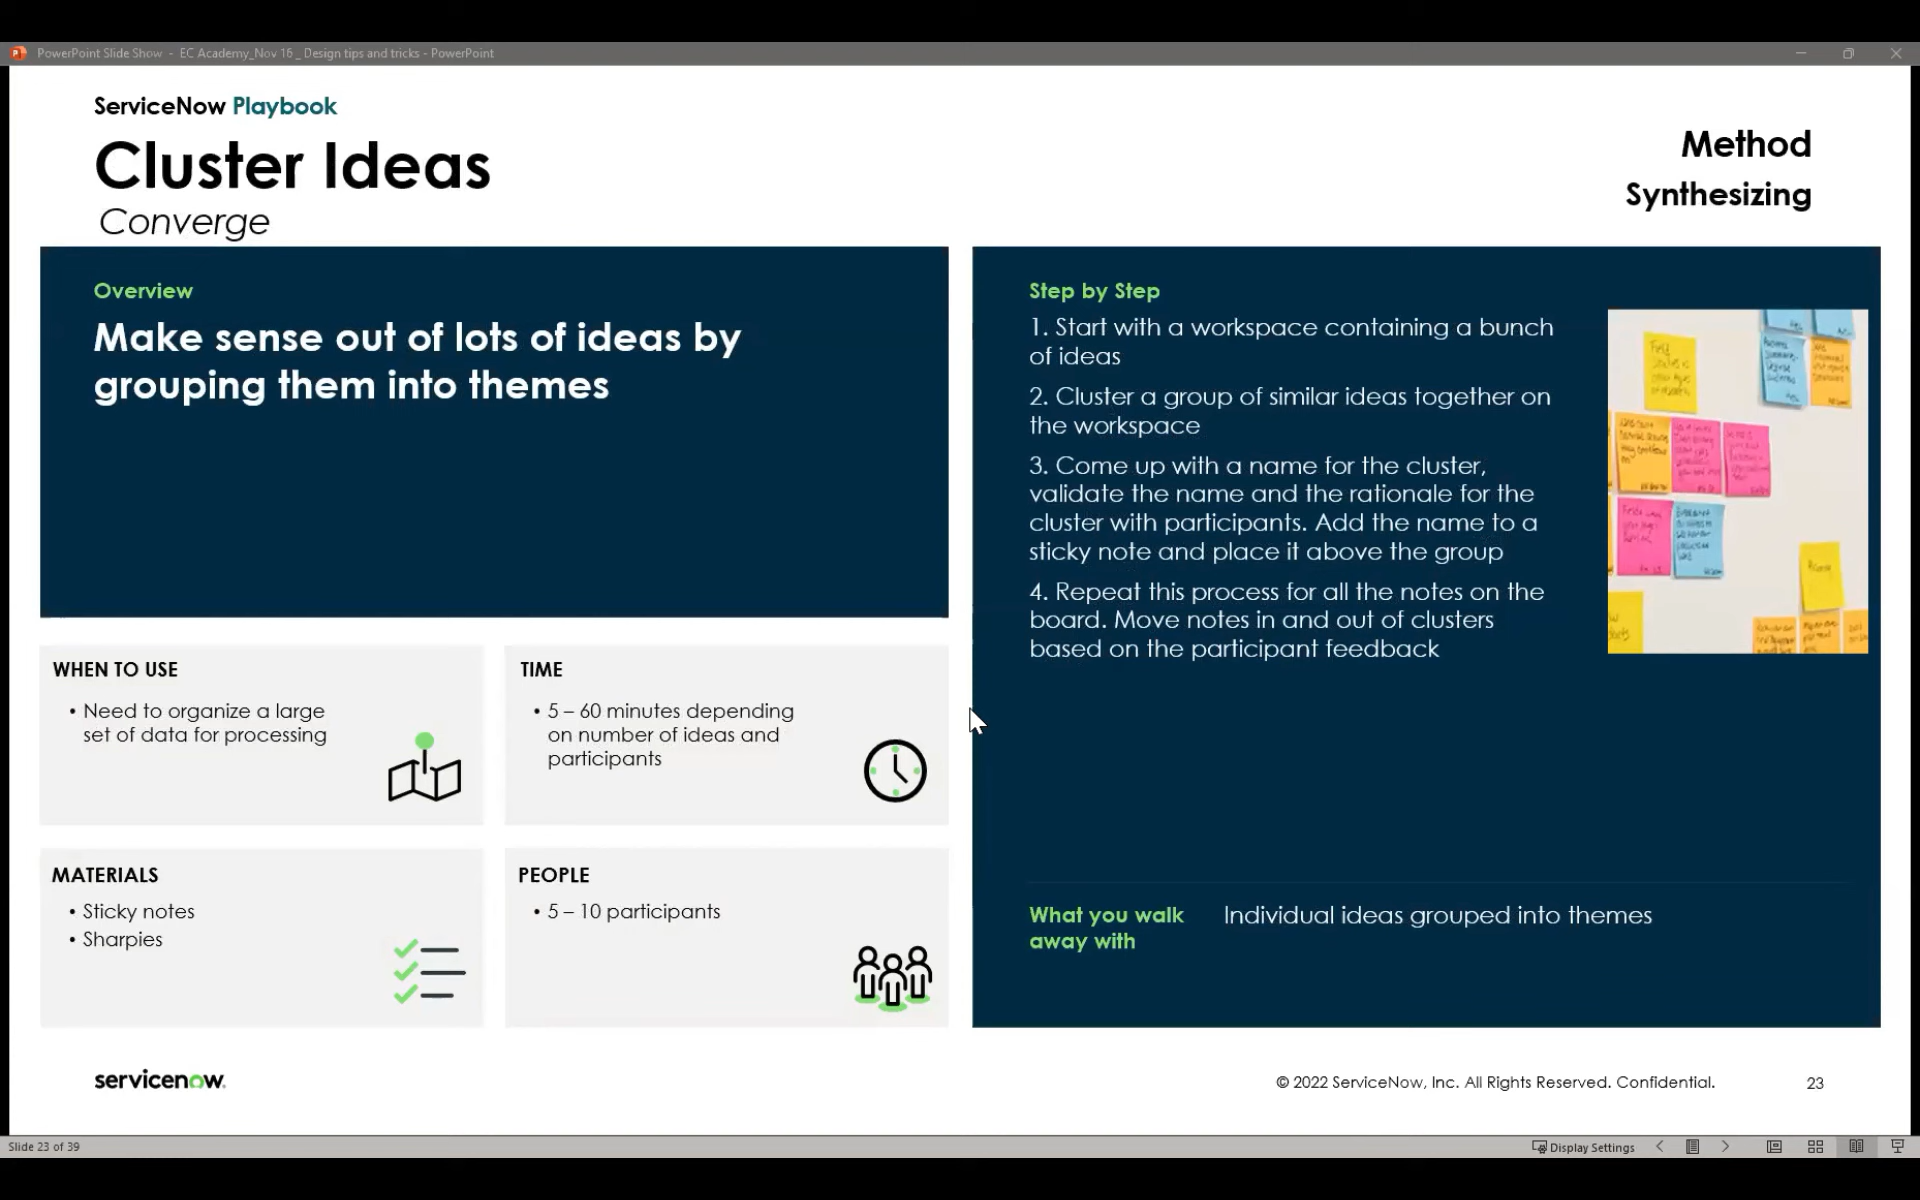 PowerPoint Slide Show - EC Academy_Nov 16 _ Design tips and tricks - PowerPoint
ServiceNow Playbook
Cluster Ideas
Converge
Method
Synthesizing
Overview
Make sense out of lots of ideas by
grouping them into themes
WHEN TO USE
• Need to organize a large
set of data for processing
TIME
• 5 – 60 minutes depending
on number of ideas and
participants
MATERIALS
• Sticky notes
• Sharpies
PEOPLE
• 5 – 10 participants
Step by Step
1. Start with a workspace containing a bunch
of ideas
2. Cluster a group of similar ideas together on
the workspace
3. Come up with a name for the cluster,
validate the name and the rationale for the
cluster with participants. Add the name to a
sticky note and place it above the group
4. Repeat this process for all the notes on the
board. Move notes in and out of clusters
based on the participant feedback
What you walk
away with
Individual ideas grouped into themes
servicenow.
© 2022 ServiceNow, Inc. All Rights Reserved. Confidential.
23
Slide 23 of 39
Display Settings